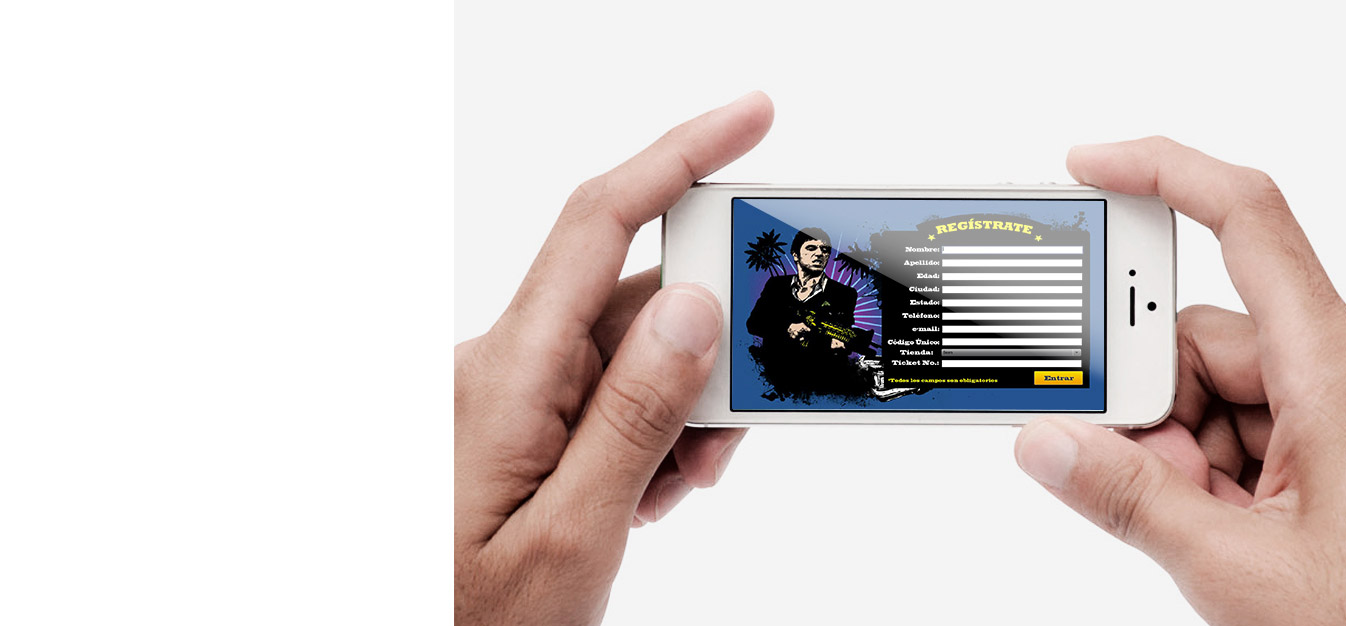 REGÍSTRATE
Nombre:
Apellido:
Edad:
Ciudad:
Estado:
Teléfono:
e-mail:
Código Único:
Tienda:
Ticket No.:
*Todos los campos son obligatorios
Entrar